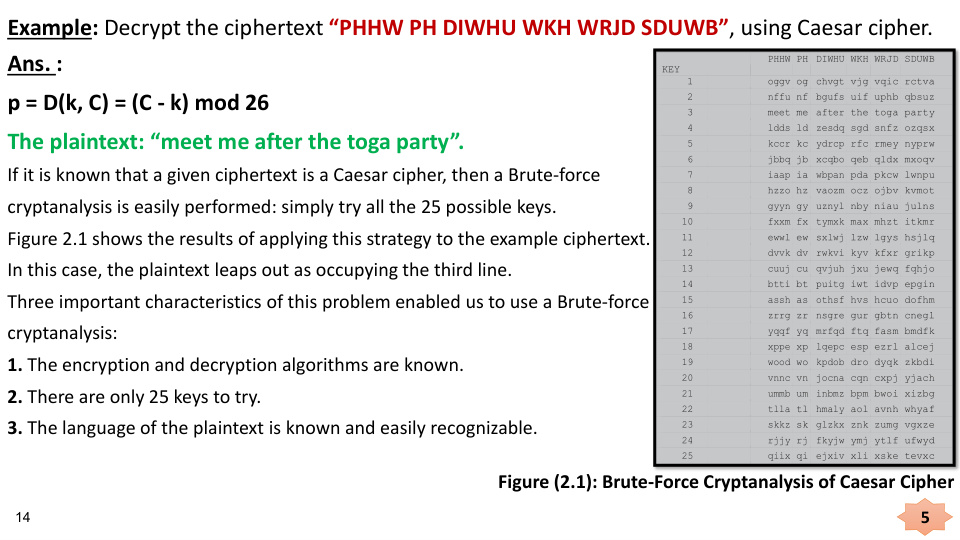 Example: Decrypt the ciphertext “PHHW PH DIWHU WKH WRJD SDUWB”, using Caesar cipher.
Ans. :
p = D(k, C) = (C - k) mod 26
The plaintext: “meet me after the toga party”.
If it is known that a given ciphertext is a Caesar cipher, then a Brute-force
cryptanalysis is easily performed: simply try all the 25 possible keys.
Figure 2.1 shows the results of applying this strategy to the example ciphertext.
In this case, the plaintext leaps out as occupying the third line.
Three important characteristics of this problem enabled us to use a Brute-force
cryptanalysis:
1. The encryption and decryption algorithms are known.
2. There are only 25 keys to try.
3. The language of the plaintext is known and easily recognizable.
PHHW PH DIWHU WKH WRJD SDUWB
KEY
1 oggv og chvgt vjg vqic rctva
2 nffu nf bgufs uif uphb qbsuz
3 meet me after the toga party
4 ldds ld zesdq sgd snfz ozqsx
5 kccr kc ydrcp rfc rmey nyprw
6 jbbq jb xcqbo qeb qldx mxoqv
7 iaap ia wbpan pda pkcw lwnpu
8 hzzo hz vaozm ocz ojbv kvmot
9 gyyn gy uznyl nby niau julns
10 fxxm fx tymxk max mhzt itkmr
11 ewwl ew sxlwj lzw lgys hsjlq
12 dvvk dv rwkvi kyv kfxr grikp
13 cuuj cu qvjuh jxu jewq fqhjo
14 btti bt puitg iwt idvp epgin
15 assh as othsf hvs hcuo dofhm
16 zrrg zr nsgre gur gbtn cnegl
17 yqqf yq mrfqd ftq fasm bmdfk
18 xppe xp lqepc esp ezrl alcej
19 wood wo kpdob dro dyqk zkbdi
20 vnnc vn jocna cqn cxpj yjach
21 ummb um inbmz bpm bwoi xizbg
22 tlla tl hmaly aol avnh whyaf
23 skkz sk glzkx znk zumg vgxze
24 rjjy rj fkyjw ymj ytlf ufwyd
25 qiix qi ejxiv xli xske tevxc
Figure (2.1): Brute-Force Cryptanalysis of Caesar Cipher
14
5